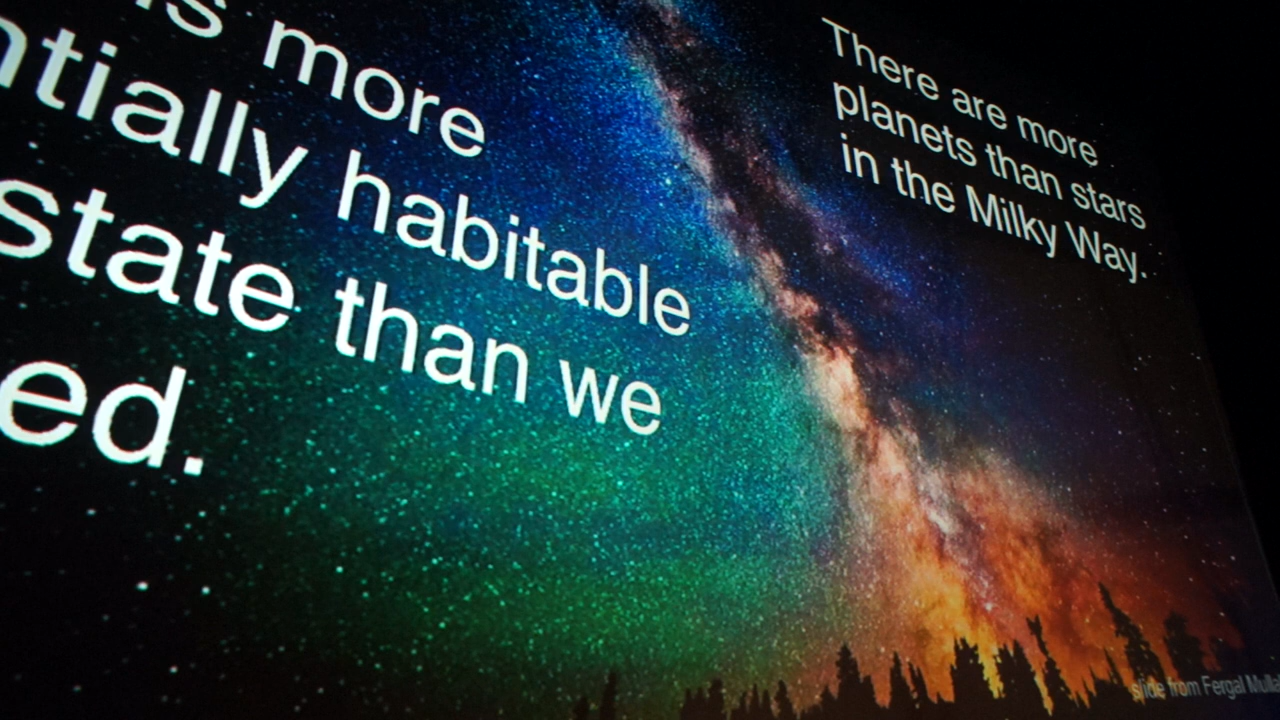 is more
ntially habitable
state than we
ed.
There are more
planets than stars
in the Milky Way.
slide from Fergal Mulla